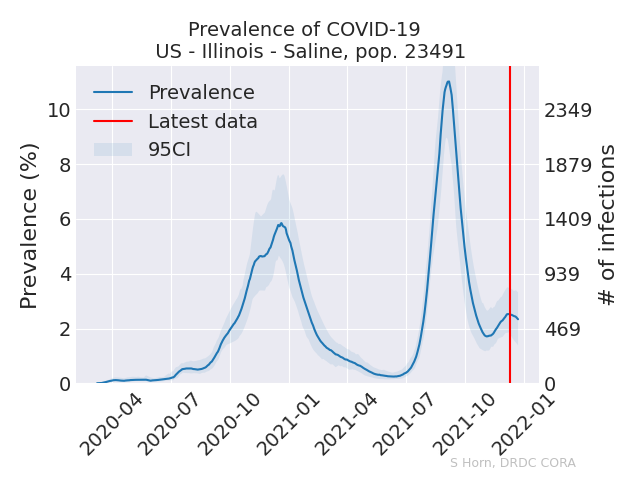 Prevalence of COVID-19
US - Illinois - Saline, pop. 23491
Prevalence
Latest data
95CI
Prevalence (%)
10
8
6
4
2
0
2349
1879
1409
939
469
0
# of infections
2020-04
2020-07
2020-10
2021-01
2021-04
2021-07
2021-10
2022-01
S Horn, DRDC CORA